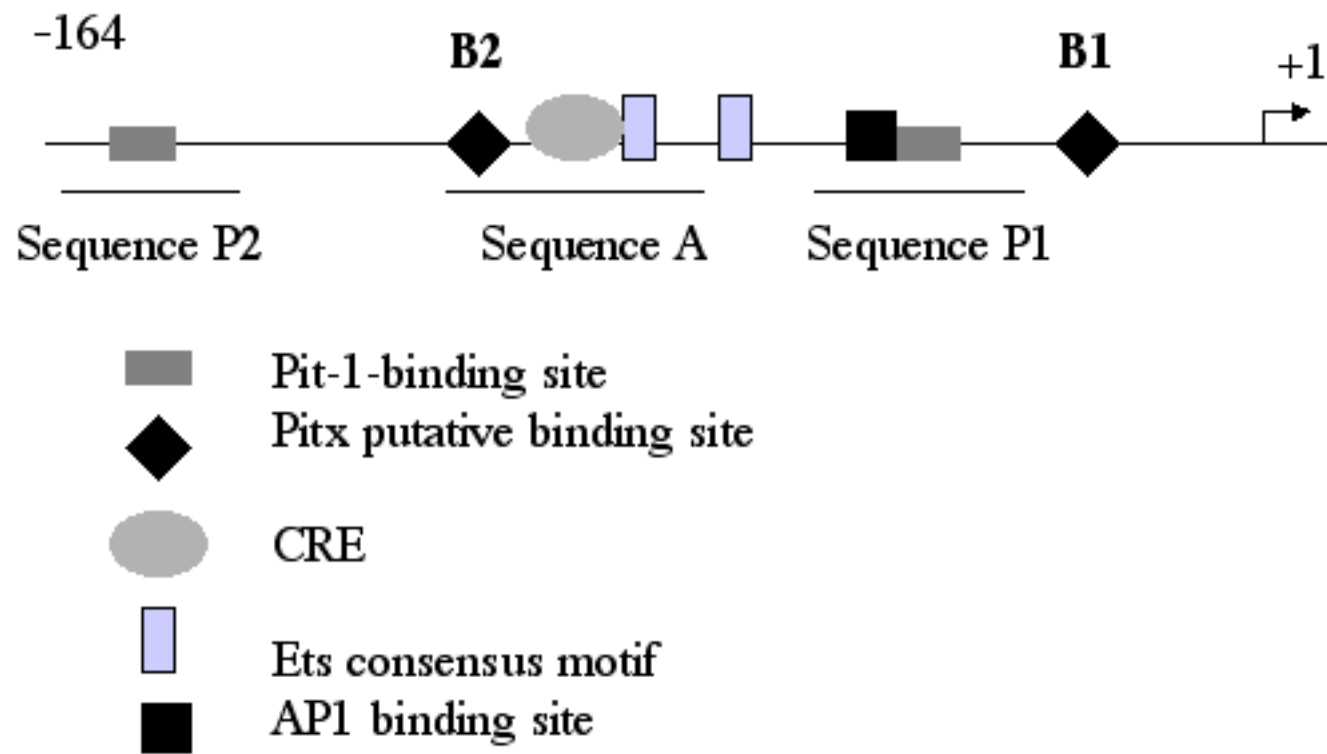 -164
B2
B1
+1
Sequence P2
Sequence A
Sequence P1
Pit-1-binding site
Pitx putative binding site
CRE
Ets consensus motif
AP1 binding site